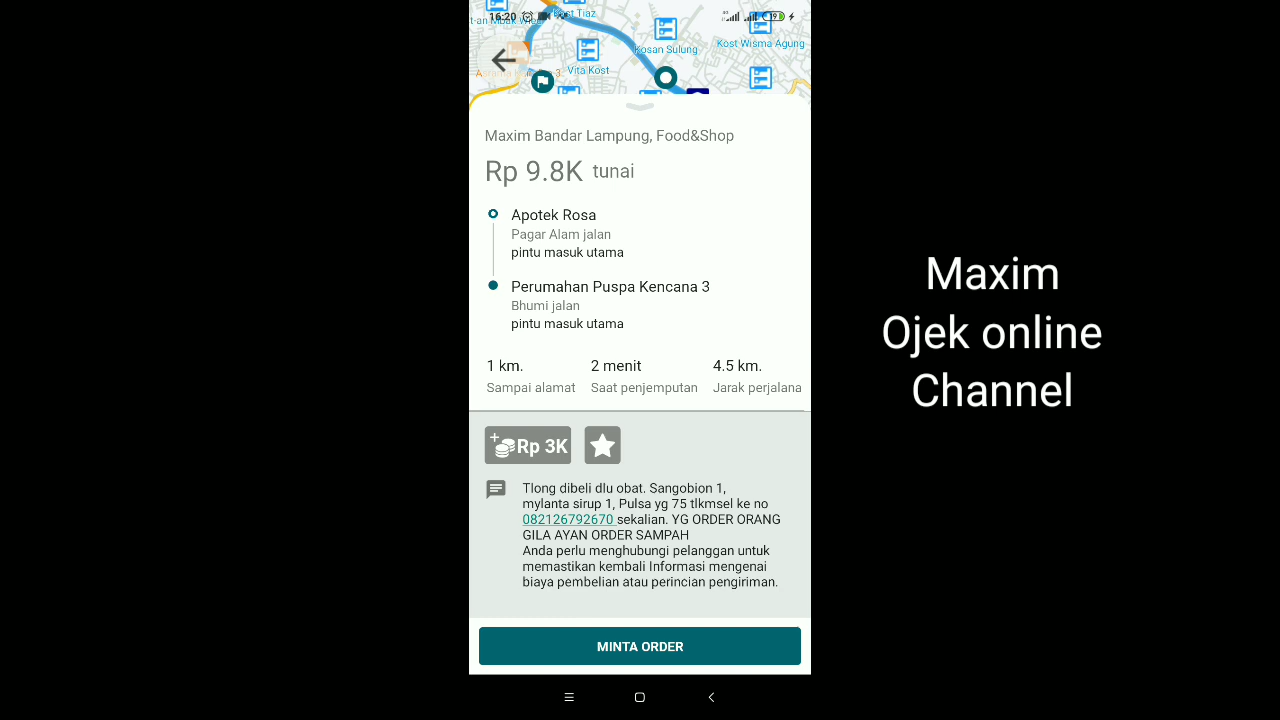 16:20
19
Kost Tiaz
t-an Mbak Wie
Kosan Sulung
Kost Wisma Agung
Vita Kost
Maxim Bandar Lampung, Food&Shop
Rp 9.8K tunai
Apotek Rosa
Pagar Alam jalan
pintu masuk utama
Perumahan Puspa Kencana 3
Bhumi jalan
pintu masuk utama
1 km. 2 menit 4.5 km.
Sampai alamat Saat penjemputan Jarak perjalana
+ Rp 3K
Tlong dibeli dlu obat. Sangobion 1,
mylanta sirup 1, Pulsa yg 75 tlkmsel ke no
082126792670 sekalian. YG ORDER ORANG
GILA AYAN ORDER SAMPAH
Anda perlu menghubungi pelanggan untuk
memastikan kembali Informasi mengenai
biaya pembelian atau perincian pengiriman.
MINTA ORDER
Maxim
Ojek online
Channel